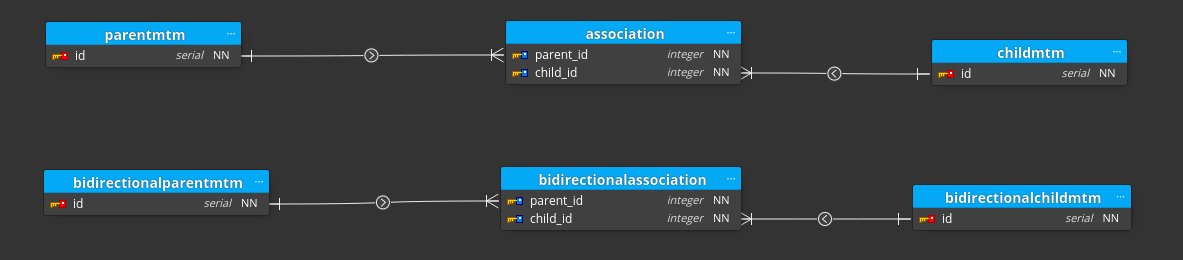 parentmtm ...
id serial NN
association ...
parent_id integer NN
child_id integer NN
childmtm ...
id serial NN
bidirectionalparentmtm ...
id serial NN
bidirectionalassociation ...
parent_id integer NN
child_id integer NN
bidirectionalchildmtm ...
id serial NN